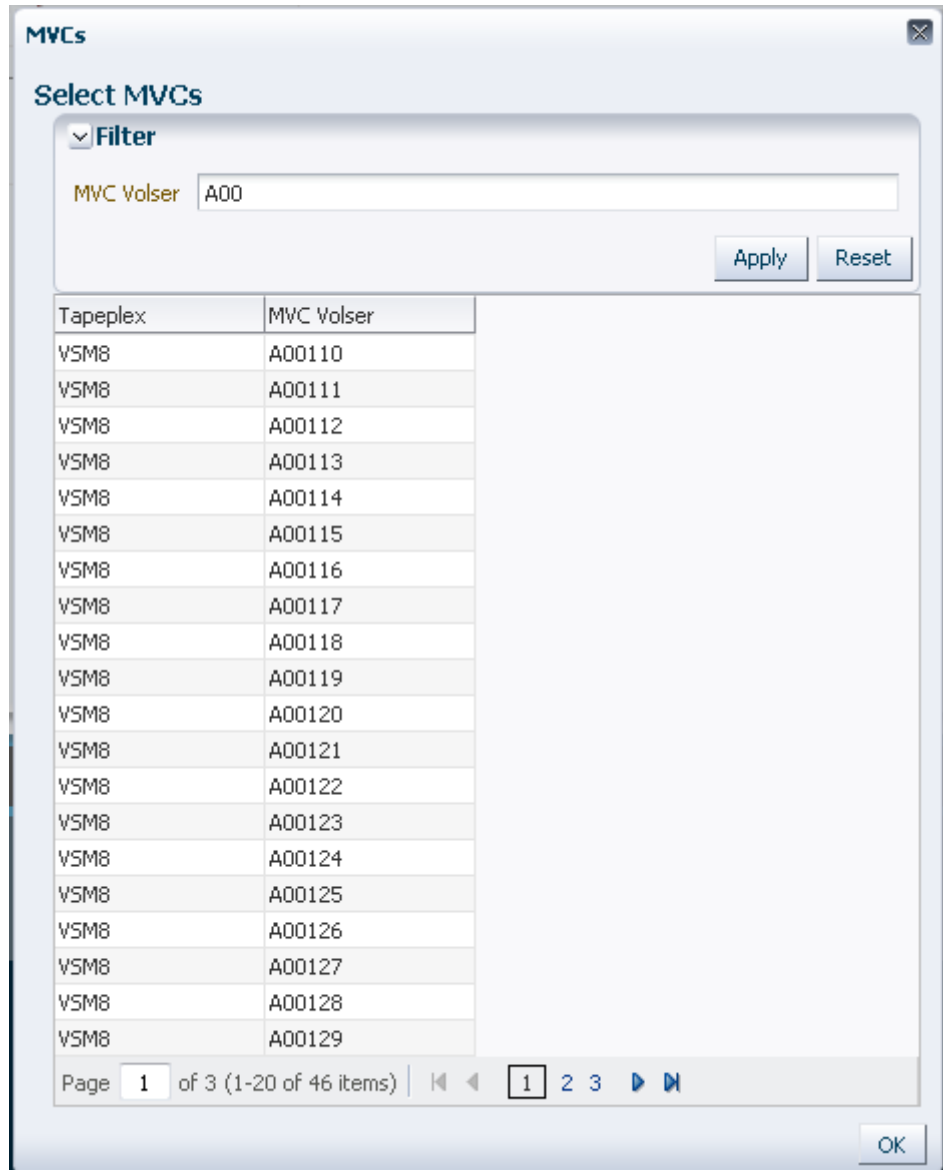 MVCs
Select MVCs
Filter
MVC Volser A00
Apply Reset
Tapeplex MVC Volser
VSM8 A00110
VSM8 A00111
VSM8 A00112
VSM8 A00113
VSM8 A00114
VSM8 A00115
VSM8 A00116
VSM8 A00117
VSM8 A00118
VSM8 A00119
VSM8 A00120
VSM8 A00121
VSM8 A00122
VSM8 A00123
VSM8 A00124
VSM8 A00125
VSM8 A00126
VSM8 A00127
VSM8 A00128
VSM8 A00129
Page 1 of 3 (1-20 of 46 items) 1 2 3
OK